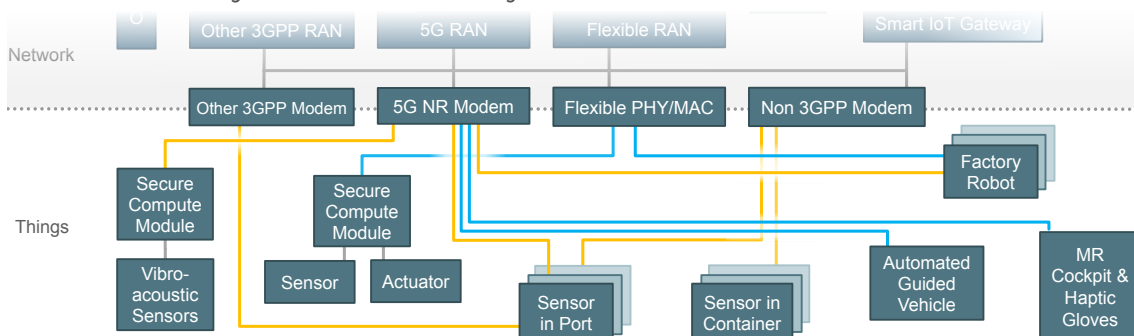 Other 3GPP RAN
5G RAN
Flexible RAN
Smart IoT Gateway
Network
Other 3GPP Modem
5G NR Modem
Flexible PHY/MAC
Non 3GPP Modem
Factory
Robot
Secure
Compute
Module
Secure
Compute
Module
Things
Vibro-
acoustic
Sensors
Sensor
Actuator
Sensor
in Port
Sensor in
Container
Automated
Guided
Vehicle
MR
Cockpit &
Haptic
Gloves